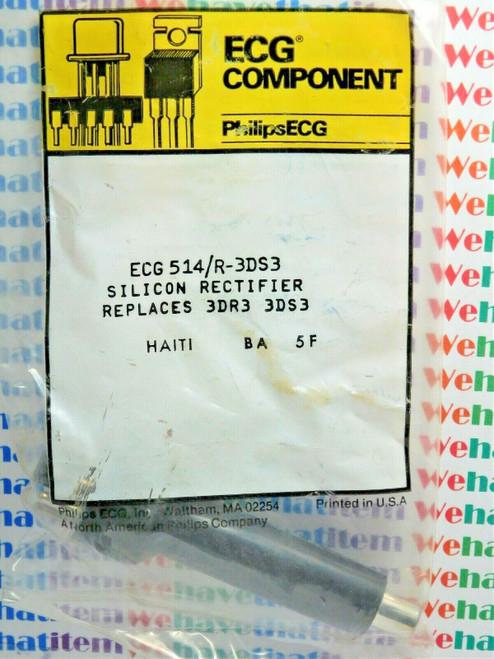 ECG®
COMPONENT
PhilipsECG
ECG 514/R-3DS3
SILICON RECTIFIER
REPLACES 3DR3 3DS3
HAITI BA 5F
Philips ECG, Inc. Waltham, MA 02254 Printed in U.S.A
A North American Philips Company
Wehavethatitem